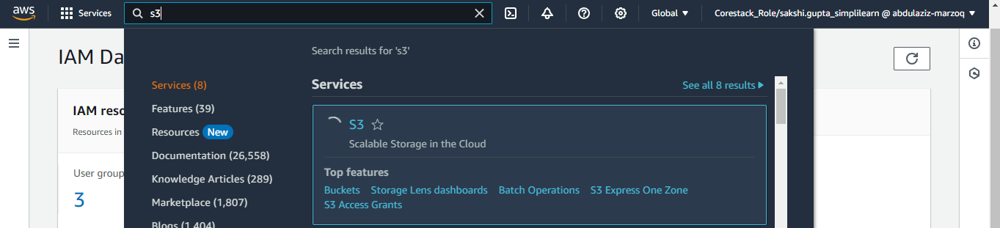 aws Services s3 Global Corestack_Role/sakshi.gupta_simplilearn @ abdulaziz-marzoq
IAM Da
Search results for 's3'
Services (8)
Features (39)
Resources New
Documentation (26,558)
Knowledge Articles (289)
Marketplace (1,807)
Blogs (1,404)
Services See all 8 results
S3
Scalable Storage in the Cloud
Top features
Buckets Storage Lens dashboards Batch Operations S3 Express One Zone
S3 Access Grants
IAM reso
Resources in
User group
3